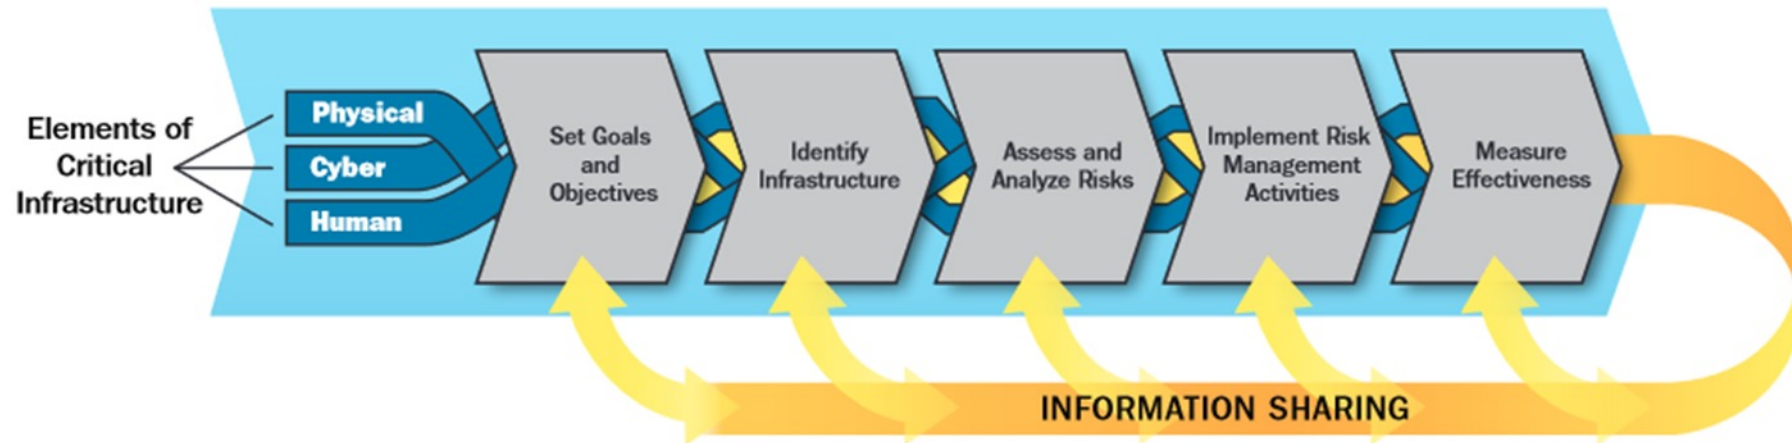 Elements of
Critical
Infrastructure
Physical
Cyber
Human
Set Goals
and
Objectives
Identify
Infrastructure
Assess and
Analyze Risks
Implement Risk
Management
Activities
Measure
Effectiveness
INFORMATION SHARING